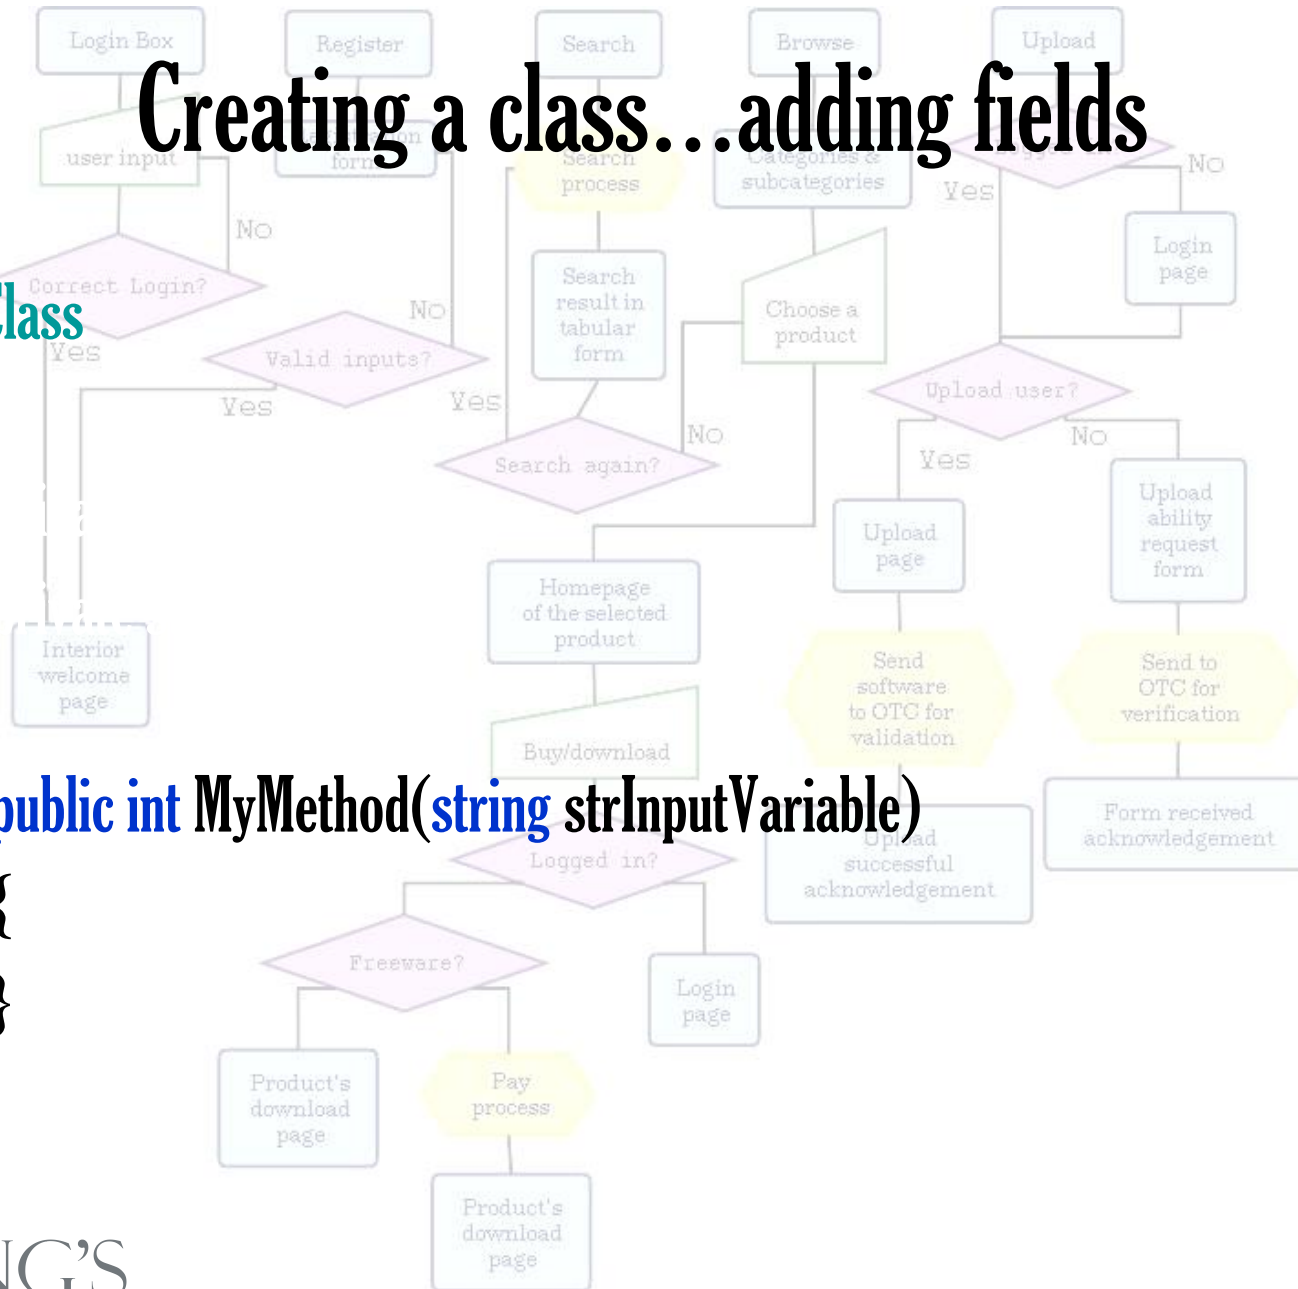 Creating a class...adding fields
Class
public int MyMethod(string strInputVariable)
{
}
NG'S
Login Box
Register
Search
Browse
Upload
user input
form
Search
process
Categories &
subcategories
Yes
No
No
Login
page
Correct Login?
Search
result in
tabular
form
Choose a
product
No
Yes
Valid inputs?
Yes
Yes
Upload user?
No
No
Search again?
Yes
Upload
ability
request
form
Upload
page
Homepage
of the selected
product
Interior
welcome
page
Send
software
to OTC for
validation
Send to
OTC for
verification
Buy/download
Form received
acknowledgement
Upload
successful
acknowledgement
Logged in?
Freeware?
Login
page
Product's
download
page
Pay
process
Product's
download
page